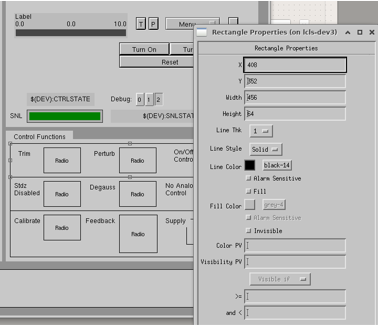 Label
0.0 0.0 10.0 T P Menu
Turn On Tur
Reset
$(DEV):CTRLSTATE Debug: 0 1 2
SNL $(DEV):SNLSTAT
Control Functions
Trim Radio Perturb Radio On/Off
Contro
Stdz
Disabled Radio Degauss Radio No Analo
Control
Calibrate Radio Feedback Radio Supply
Rectangle Properties (on lcls-dev3)
Rectangle Properties
X 408
Y 352
Width 456
Height 64
Line Thk 1
Line Style Solid
Line Color black-14
Alarm Sensitive
Fill
Fill Color grey-4
Alarm Sensitive
Invisible
Color PV
Visibility PV
Visible if
>=
and <